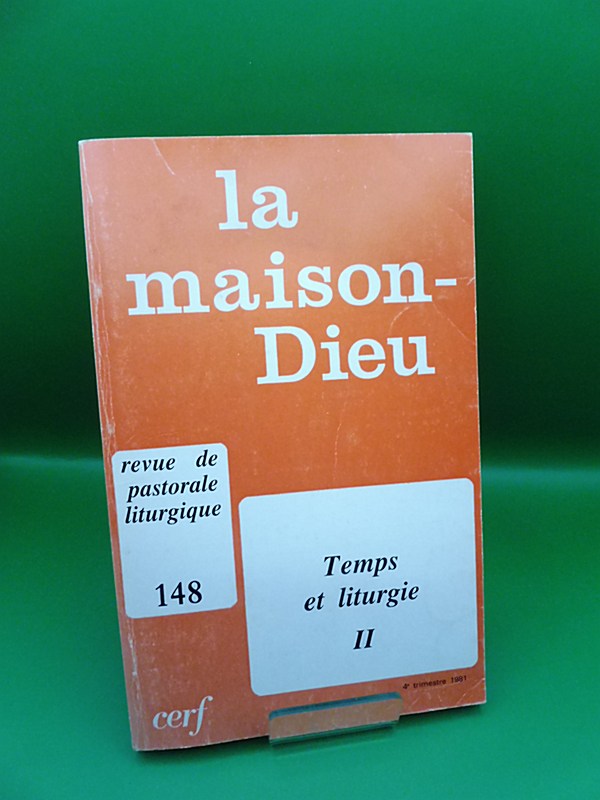 la
maison-
Dieu
revue de
pastorale
liturgique
148
Temps
et liturgie
II
4e trimestre 1981
cerf